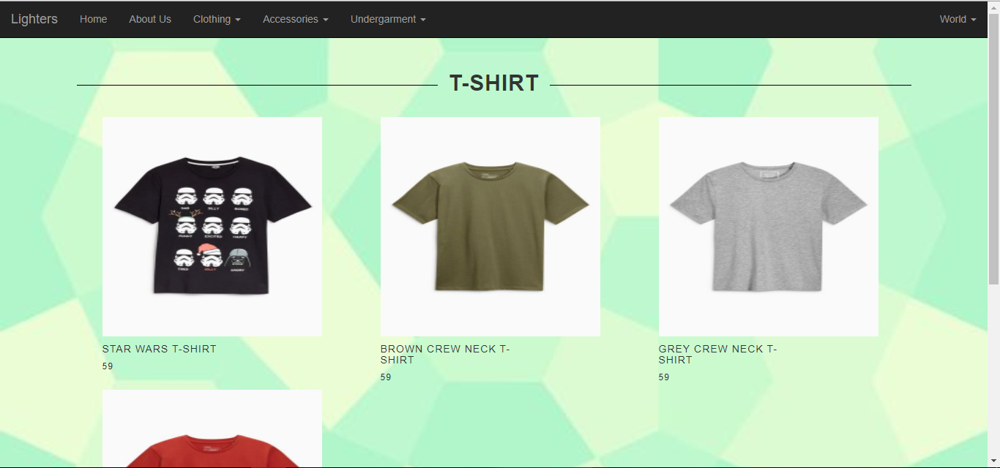 Lighters Home About Us Clothing Accessories Undergarment World
T-SHIRT
SAD SILLY BORED
FUNNY EXCITED HAPPY
TIRED JOLLY ANGRY
STAR WARS T-SHIRT
59
BROWN CREW NECK T-
SHIRT
59
GREY CREW NECK T-
SHIRT
59